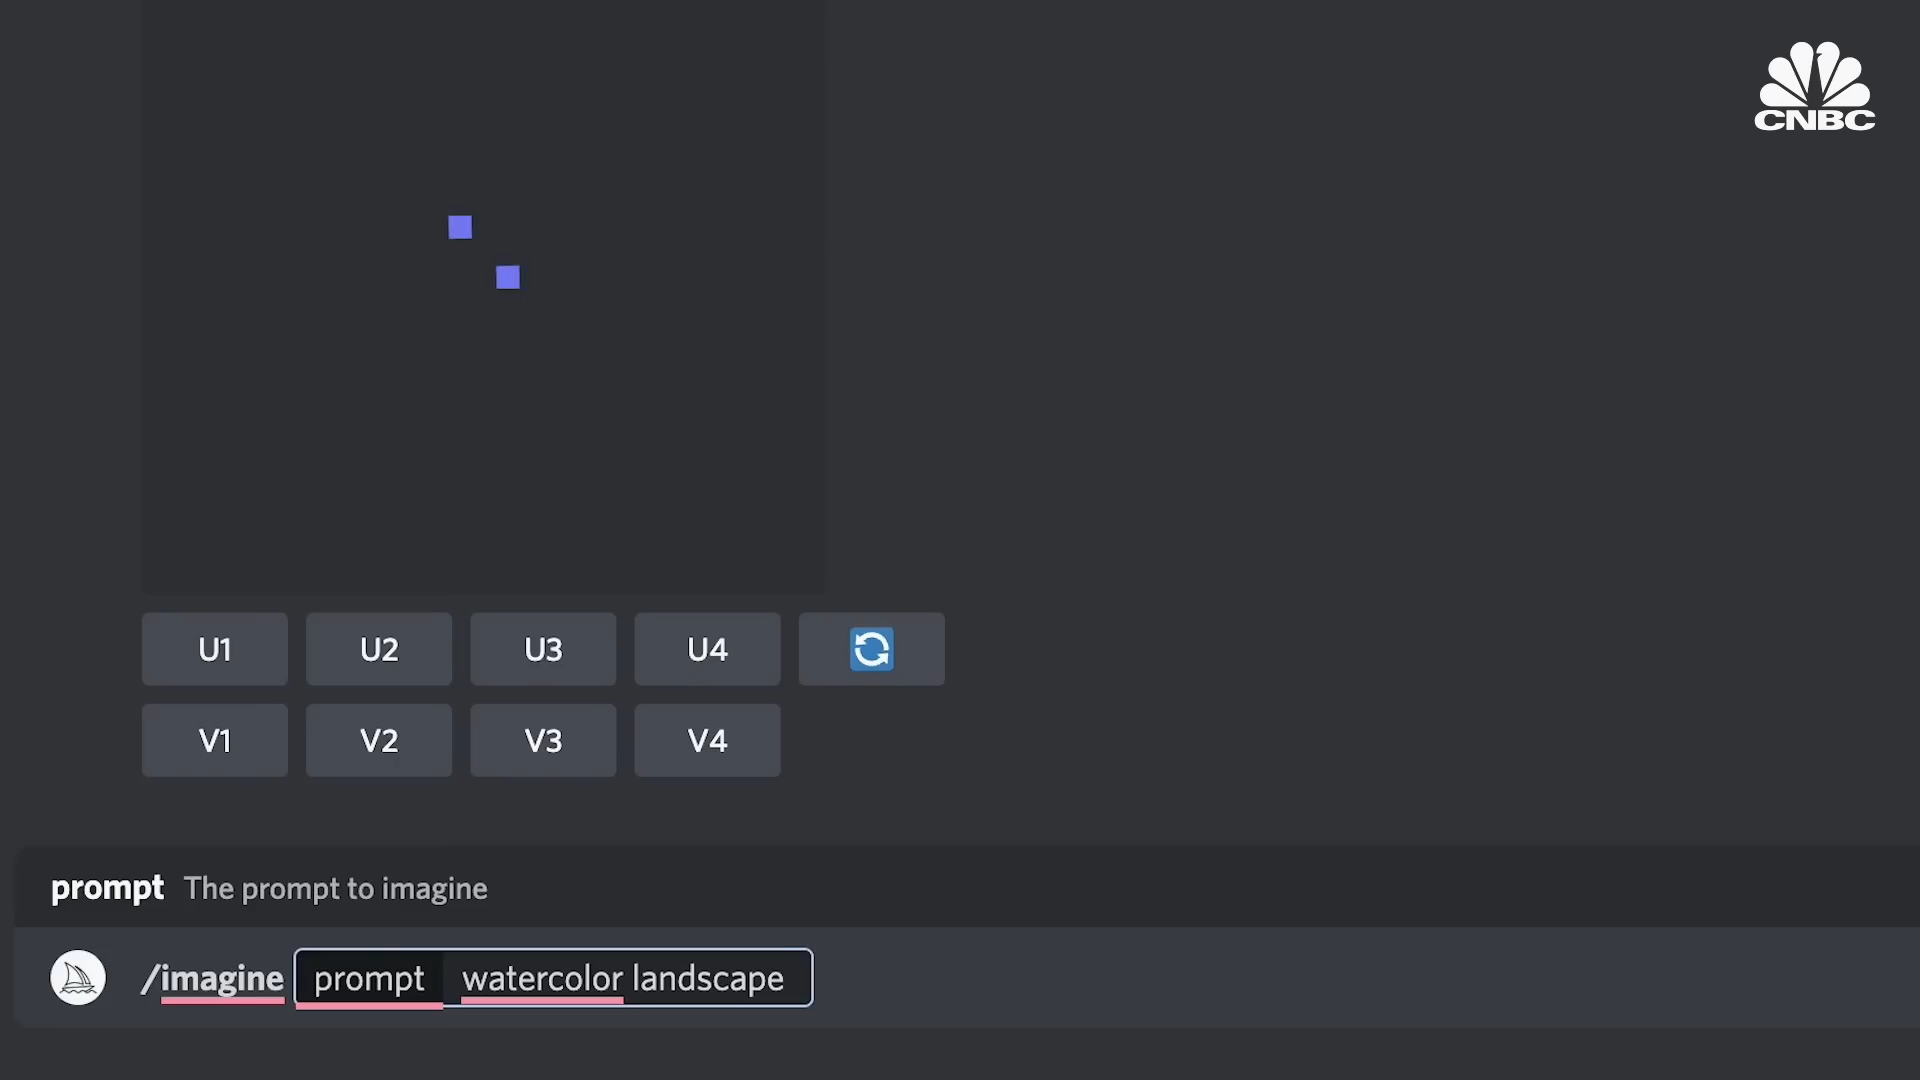 CNBC
U1 U2 U3 U4
V1 V2 V3 V4
prompt The prompt to imagine
/imagine prompt watercolor landscape